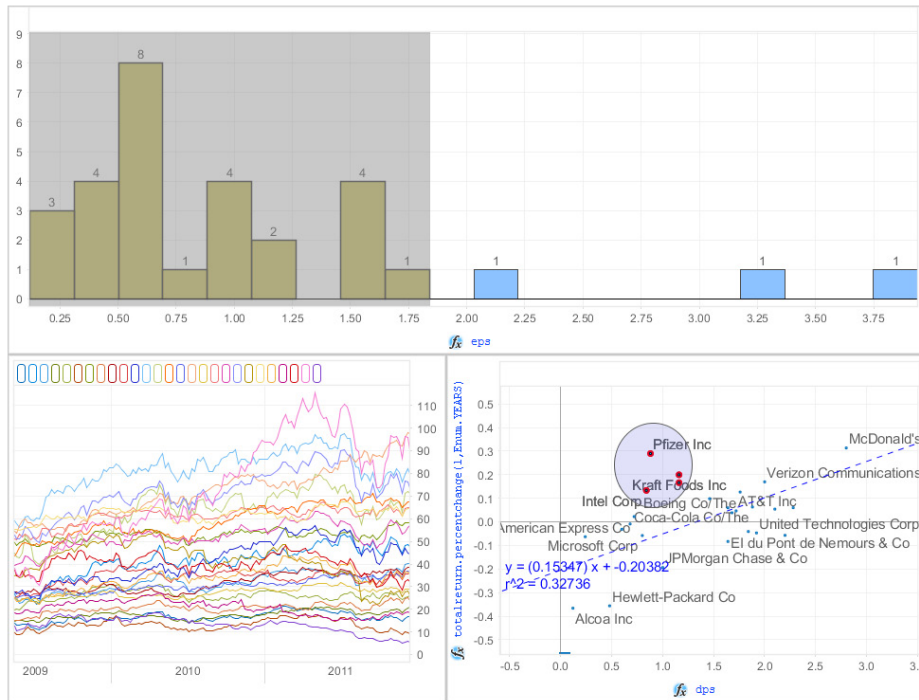 9
8
7
6
5
4
3
2
1
0
3
4
8
1
4
2
4
1
1
1
1
0.25 0.50 0.75 1.00 1.25 1.50 1.75 2.00 2.25 2.50 2.75 3.00 3.25 3.50 3.75
fx eps
110
100
90
80
70
60
50
40
30
20
10
0
2009 2010 2011
fx totalreturn.percentchange(1,Enum.YEARS)
0.5
0.4
0.3
0.2
0.1
0.0
-0.1
-0.2
-0.3
-0.4
-0.5
McDonald's
Pfizer Inc
Verizon Communications
Kraft Foods Inc
Intel Corp
Boeing Co/The
AT&T Inc
Coca-Cola Co/The
American Express Co
United Technologies Corp
Microsoft Corp
El du Pont de Nemours & Co
JPMorgan Chase & Co
y = (0.15347) x + -0.20382
r^2 = 0.32736
Hewlett-Packard Co
Alcoa Inc
-0.5 0.0 0.5 1.0 1.5 2.0 2.5 3.0
fx dps